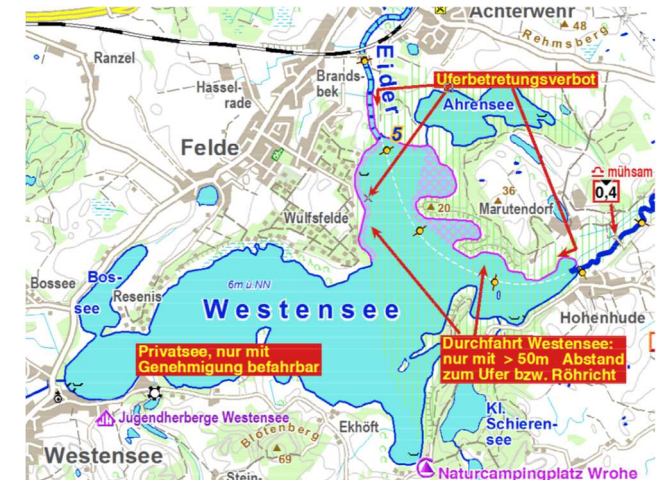 Achterwehr
48
Rehmsberg
Ranzel
Eider
Brands-
bek
Uferbetretungsverbot
Hassel-
rade
Ahrensee
5
Felde
mühsam
0,4
36
20
Marutendorf
Wulfsfelde
Bossee
Bos-
see
Resenis
6m ü.NN
Westensee
Hohenhude
Privatsee, nur mit
Genehmigung befahrbar
Durchfahrt Westensee:
nur mit > 50m Abstand
zum Ufer bzw. Röhricht
Jugendherberge Westensee
Kl.
Schieren-
see
Ekhöft
Blotenberg
69
Westensee
Stein-
Naturcampingplatz Wrohe